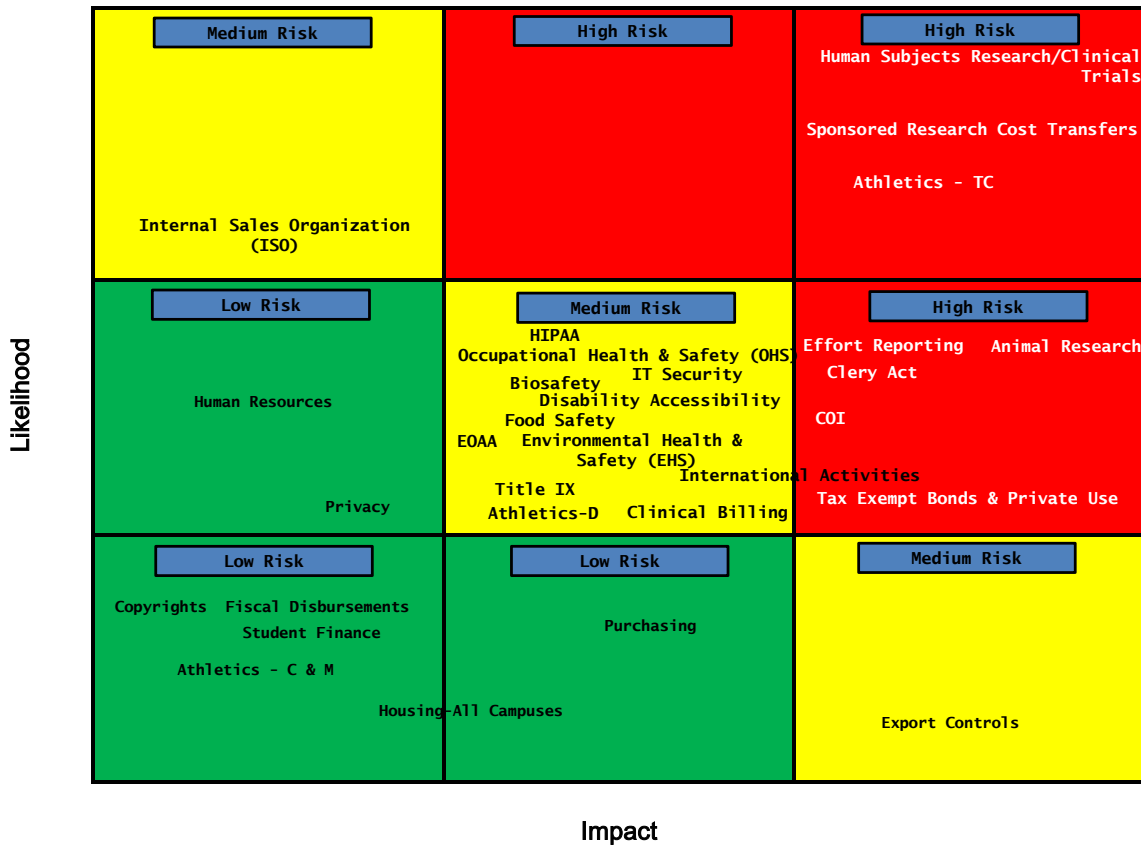 Medium Risk
Internal Sales Organization
(ISO)
High Risk
High Risk
Human Subjects Research/Clinical
Trials
Sponsored Research Cost Transfers
Athletics - TC
Likelihood
Low Risk
Human Resources
Privacy
Medium Risk
HIPAA
Occupational Health & Safety (OHS)
IT Security
Biosafety
Disability Accessibility
Food Safety
EOAA
Environmental Health &
Safety (EHS)
International Activities
Title IX
Athletics-D
Clinical Billing
High Risk
Effort Reporting
Animal Research
Clery Act
COI
Tax Exempt Bonds & Private Use
Low Risk
Copyrights
Fiscal Disbursements
Student Finance
Athletics - C & M
Housing-All Campuses
Low Risk
Purchasing
Medium Risk
Export Controls
Impact